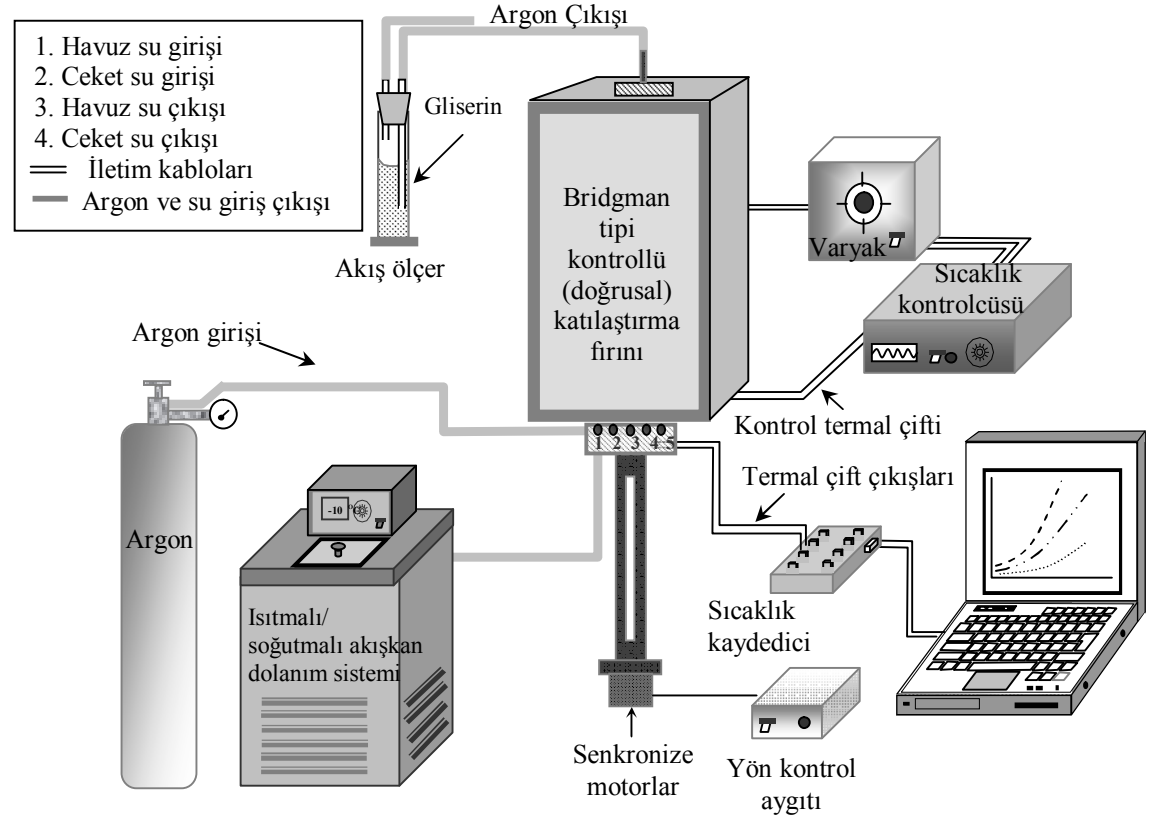 Argon Çıkışı
1. Havuz su girişi
2. Ceket su girişi
3. Havuz su çıkışı
4. Ceket su çıkışı
İletim kabloları
Argon ve su giriş çıkışı
Gliserin
Akış ölçer
Bridgman
tipi
kontrollü
(doğrusal)
katılaştırma
fırını
Varyak
Sıcaklık
kontrolcüsü
Argon girişi
Kontrol termal çifti
1 2 3 4 5
Termal çift çıkışları
Argon
-10 °C
Isıtmalı/
soğutmalı akışkan
dolanım sistemi
Sıcaklık
kaydedici
Senkronize
motorlar
Yön kontrol
aygıtı